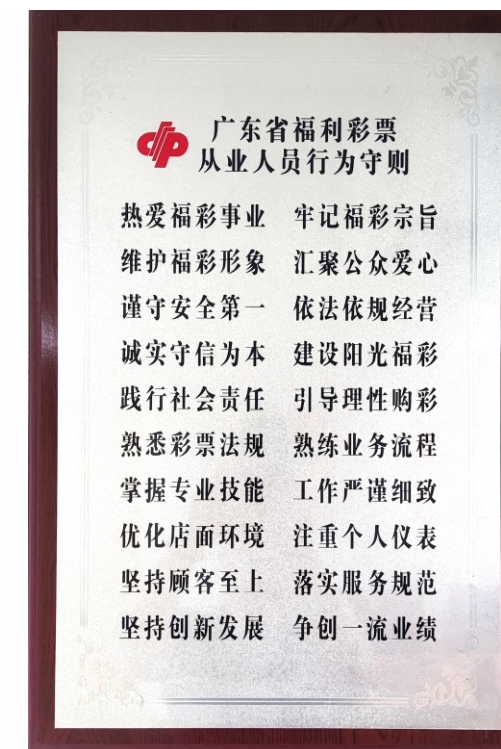 广东省福利彩票
从业人员行为守则
热爱福彩事业 牢记福彩宗旨
维护福彩形象 汇聚公众爱心
谨守安全第一 依法依规经营
诚实守信为本 建设阳光福彩
践行社会责任 引导理性购彩
熟悉彩票法规 熟练业务流程
掌握专业技能 工作严谨细致
优化店面环境 注重个人仪表
坚持顾客至上 落实服务规范
坚持创新发展 争创一流业绩